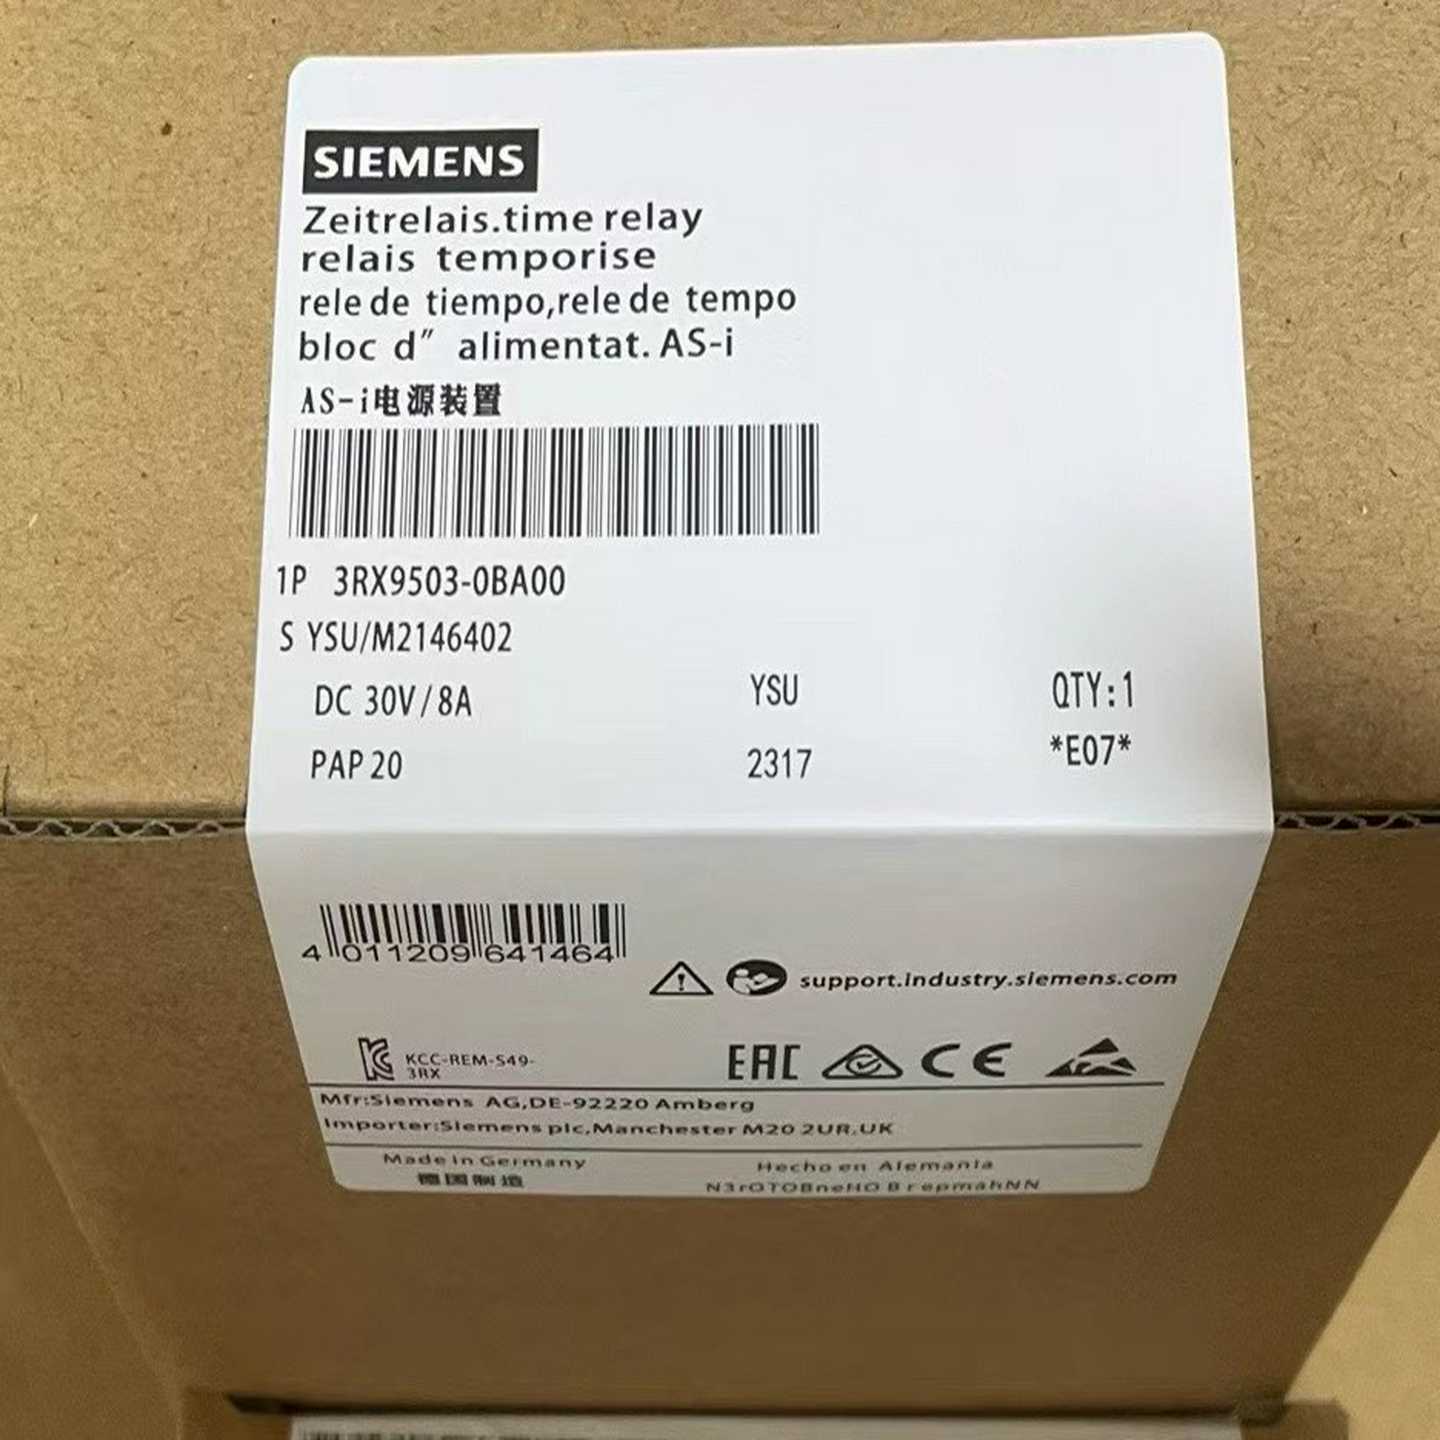 SIEMENS
Zeitrelais.time relay
relais temporise
rele de tiempo,rele de tempo
bloc d" alimentat. AS-i
AS-i电源装置
1P 3RX9503-0BA00
S YSU/M2146402
DC 30V/8A YSU QTY:1
PAP 20 2317 *E07*
4 011209 641464
support.industry.siemens.com
KCC-REM-S49-
3RX
EAC CE
Mfr:Siemens AG,DE-92220 Amberg
Importer:Siemens plc,Manchester M20 2UR,UK
Made in Germany Hecho en Alemania
德国制造 N3rOTOBneHO B repmahNN